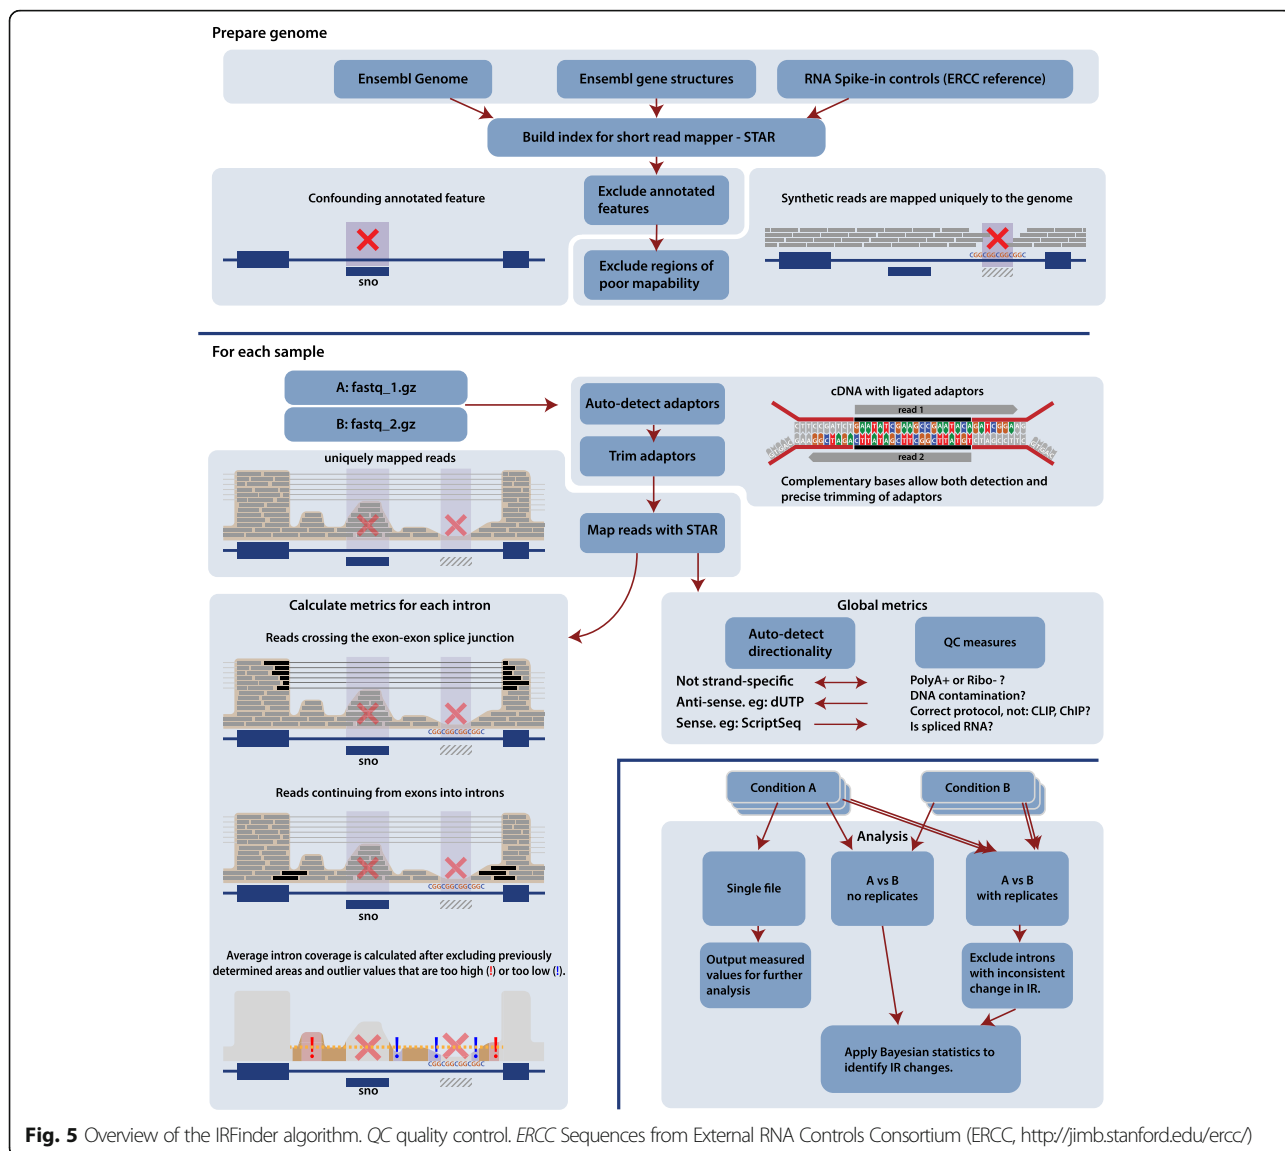 Prepare genome
Ensembl Genome
Ensembl gene structures
RNA Spike-in controls (ERCC reference)
Build index for short read mapper - STAR
Confounding annotated feature
sno
Exclude annotated
features
Exclude regions of
poor mapability
Synthetic reads are mapped uniquely to the genome
CGGCGGCGGCGGC
For each sample
A: fastq_1.gz
B: fastq_2.gz
Auto-detect adaptors
Trim adaptors
Map reads with STAR
cDNA with ligated adaptors
read 1
read 2
Complementary bases allow both detection and
precise trimming of adaptors
uniquely mapped reads
Calculate metrics for each intron
Reads crossing the exon-exon splice junction
CGGCGGCGGCGGC
sno
Reads continuing from exons into introns
CGGCGGCGGCGGC
sno
Average intron coverage is calculated after excluding previously
determined areas and outlier values that are too high (!) or too low (!).
! ! ! ! !
CGGCGGCGGCGGC
sno
Global metrics
Auto-detect
directionality
Not strand-specific
Anti-sense. eg: dUTP
Sense. eg: ScriptSeq
QC measures
PolyA+ or Ribo- ?
DNA contamination?
Correct protocol, not: CLIP, ChIP?
Is spliced RNA?
Condition A
Condition B
Analysis
Single file
A vs B
no replicates
A vs B
with replicates
Output measured
values for further
analysis
Exclude introns
with inconsistent
change in IR.
Apply Bayesian statistics to
identify IR changes.
Fig. 5 Overview of the IRFinder algorithm. QC quality control. ERCC Sequences from External RNA Controls Consortium (ERCC, http://jimb.stanford.edu/ercc/)